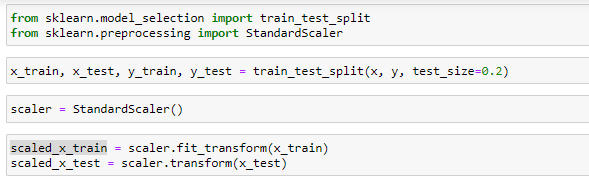 from sklearn.model_selection import train_test_split
from sklearn.preprocessing import StandardScaler
x_train, x_test, y_train, y_test = train_test_split(x, y, test_size=0.2)
scaler = StandardScaler()
scaled_x_train = scaler.fit_transform(x_train)
scaled_x_test = scaler.transform(x_test)